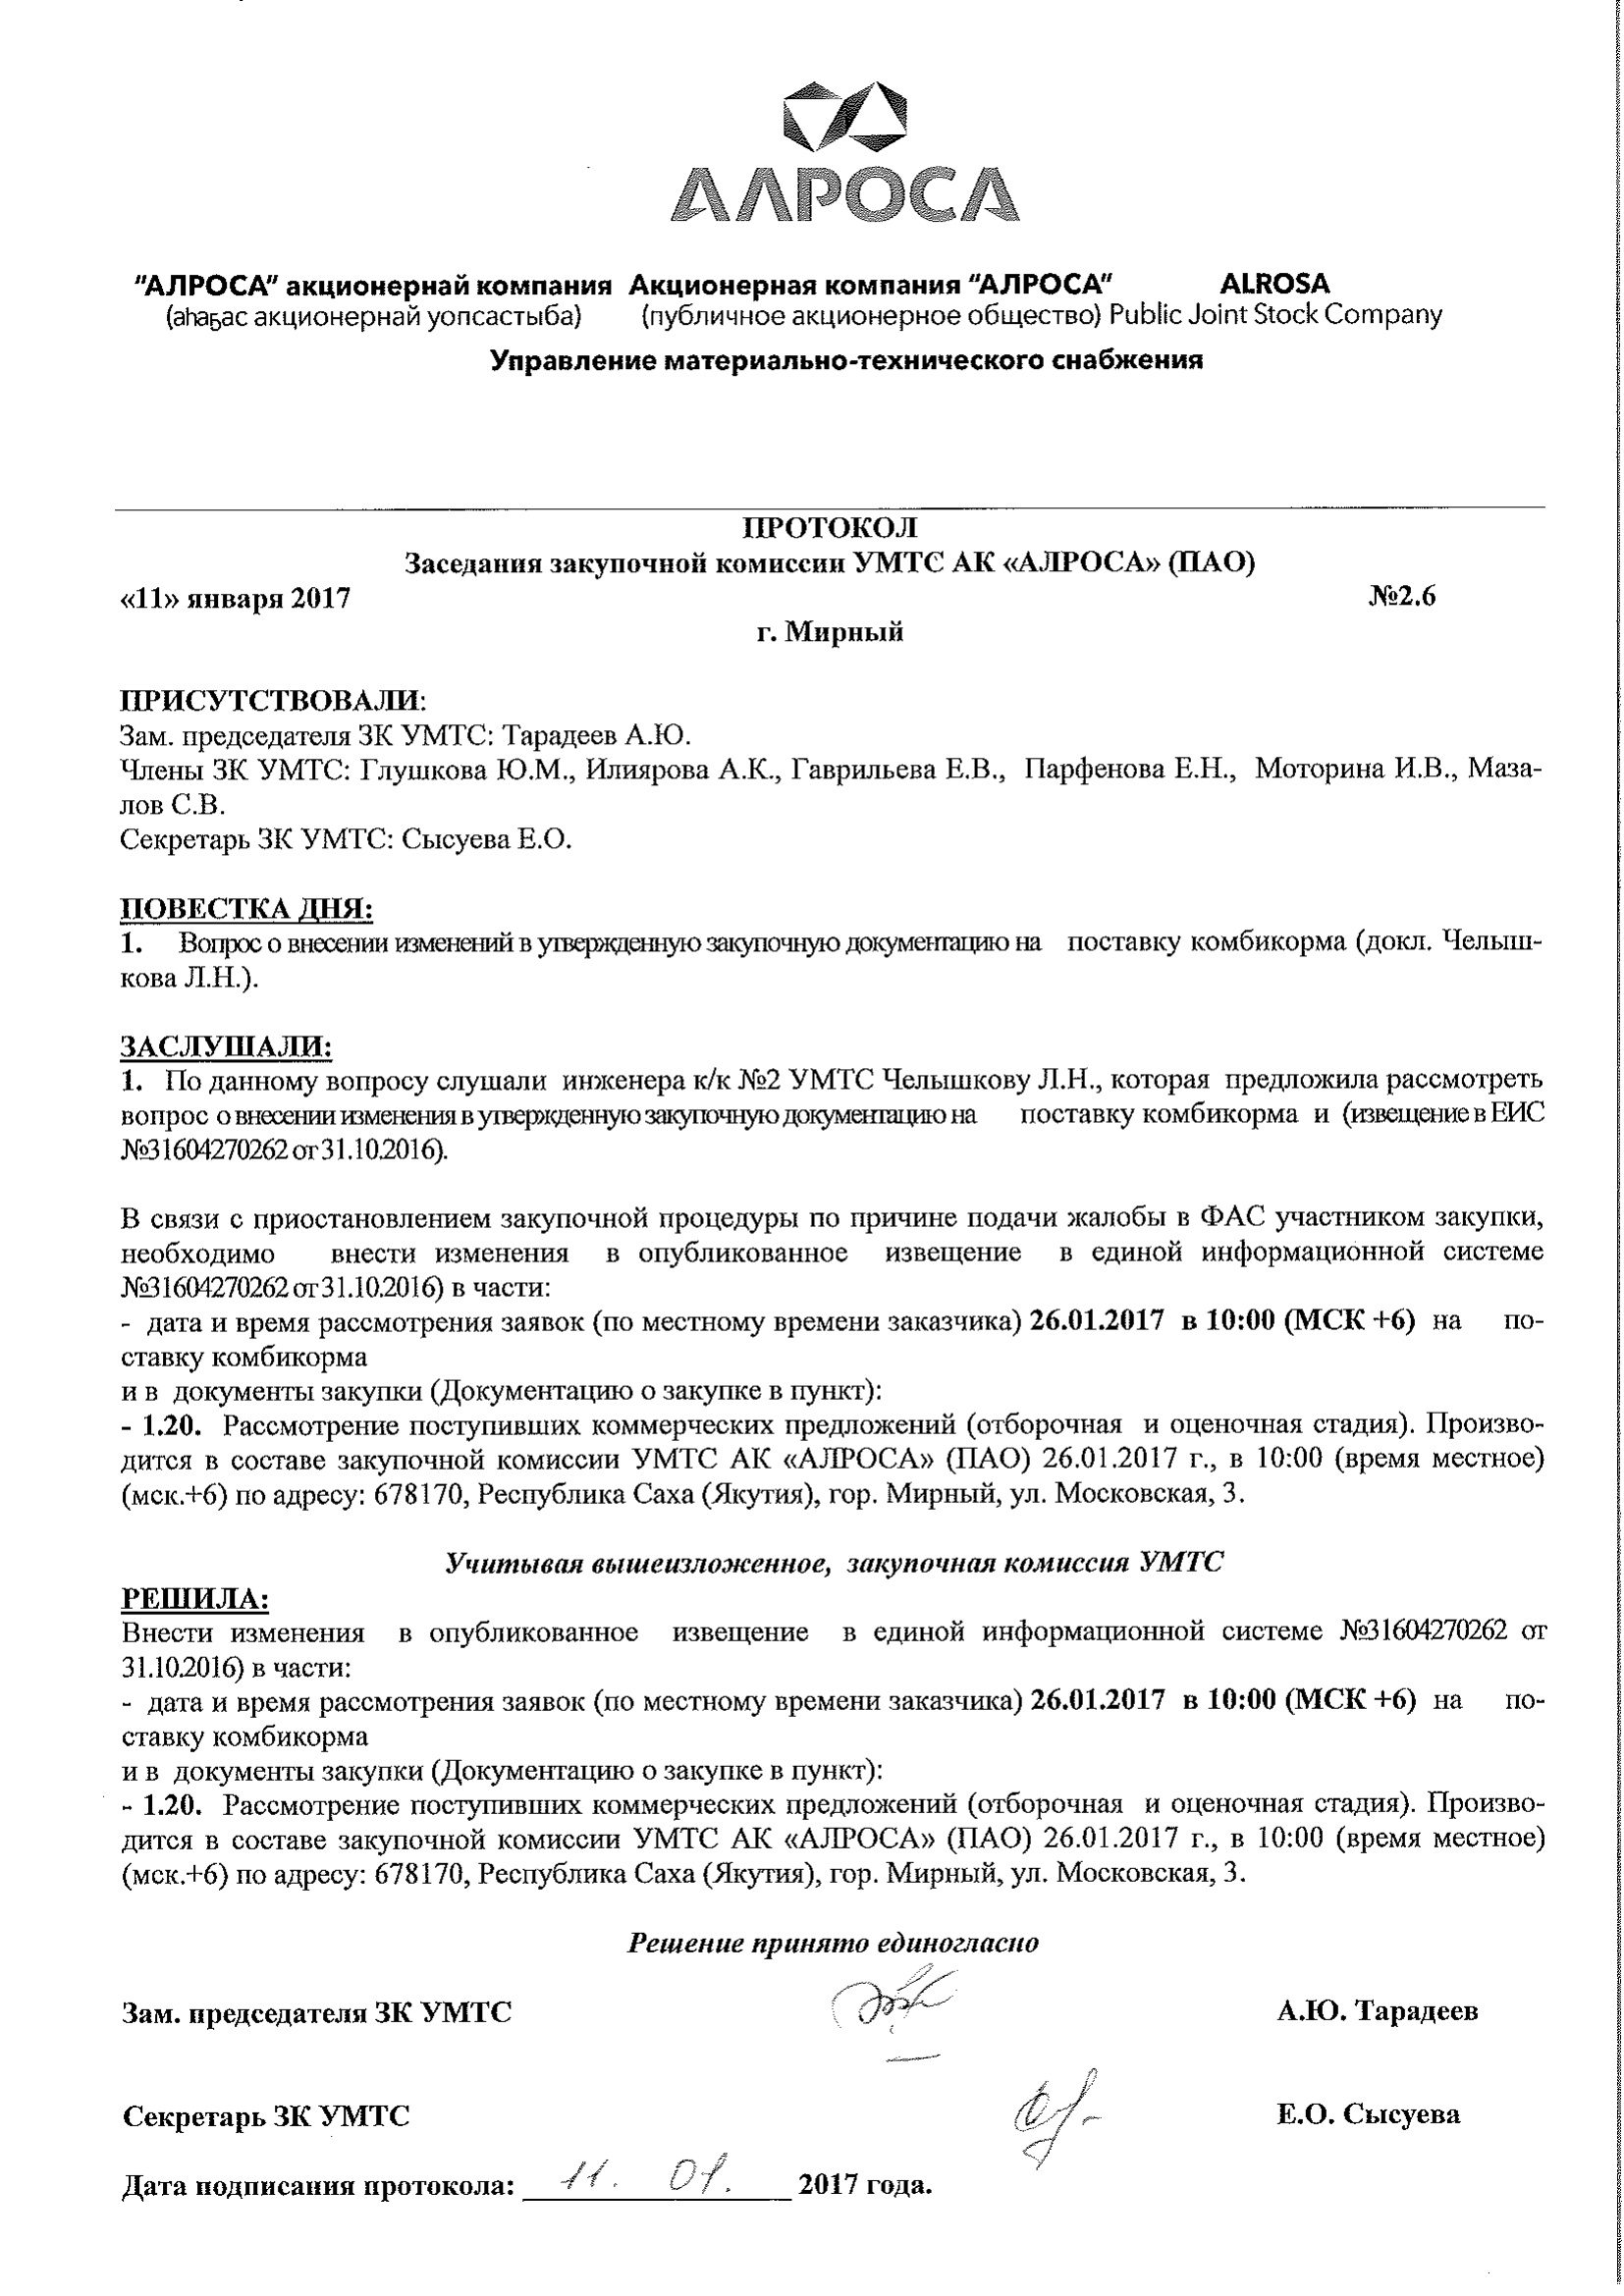 АЛРОСА
"АЛРОСА" акционернай компания Акционерная компания "АЛРОСА" ALROSA
(аhаҕас акционернай уопсастыба) (публичное акционерное общество) Public Joint Stock Company
Управление материально-технического снабжения
ПРОТОКОЛ
Заседания закупочной комиссии УМТС АК «АЛРОСА» (ПАО)
«11» января 2017 №2.6
г. Мирный
ПРИСУТСТВОВАЛИ:
Зам. председателя ЗК УМТС: Тарадеев А.Ю.
Члены ЗК УМТС: Глушкова Ю.М., Илиярова А.К., Гаврильева Е.В., Парфенова Е.Н., Моторина И.В., Маза-
лов С.В.
Секретарь ЗК УМТС: Сысуева Е.О.
ПОВЕСТКА ДНЯ:
1. Вопрос о внесении изменений в утвержденную закупочную документацию на поставку комбикорма (докл. Челыш-
кова Л.Н.).
ЗАСЛУШАЛИ:
1. По данному вопросу слушали инженера к/к №2 УМТС Челышкову Л.Н., которая предложила рассмотреть
вопрос о внесении изменения в утвержденную закупочную документацию на поставку комбикорма и (извещение в ЕИС
№31604270262 от 31.10.2016).
В связи с приостановлением закупочной процедуры по причине подачи жалобы в ФАС участником закупки,
необходимо внести изменения в опубликованное извещение в единой информационной системе
№31604270262 от 31.10.2016) в части:
- дата и время рассмотрения заявок (по местному времени заказчика) 26.01.2017 в 10:00 (МСК +6) на по-
ставку комбикорма
и в документы закупки (Документацию о закупке в пункт):
- 1.20. Рассмотрение поступивших коммерческих предложений (отборочная и оценочная стадия). Произво-
дится в составе закупочной комиссии УМТС АК «АЛРОСА» (ПАО) 26.01.2017 г., в 10:00 (время местное)
(мск.+6) по адресу: 678170, Республика Саха (Якутия), гор. Мирный, ул. Московская, 3.
Учитывая вышеизложенное, закупочная комиссия УМТС
РЕШИЛА:
Внести изменения в опубликованное извещение в единой информационной системе №31604270262 от
31.10.2016) в части:
- дата и время рассмотрения заявок (по местному времени заказчика) 26.01.2017 в 10:00 (МСК +6) на по-
ставку комбикорма
и в документы закупки (Документацию о закупке в пункт):
- 1.20. Рассмотрение поступивших коммерческих предложений (отборочная и оценочная стадия). Произво-
дится в составе закупочной комиссии УМТС АК «АЛРОСА» (ПАО) 26.01.2017 г., в 10:00 (время местное)
(мск.+6) по адресу: 678170, Республика Саха (Якутия), гор. Мирный, ул. Московская, 3.
Решение принято единогласно
Зам. председателя ЗК УМТС А.Ю. Тарадеев
Секретарь ЗК УМТС Е.О. Сысуева
Дата подписания протокола: 11. 01. 2017 года.